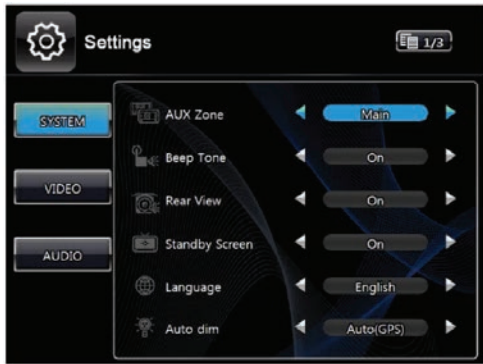 Settings
1/3
SYSTEM
VIDEO
AUDIO
AUX Zone Main
Beep Tone On
Rear View On
Standby Screen On
Language English
Auto dim Auto(GPS)